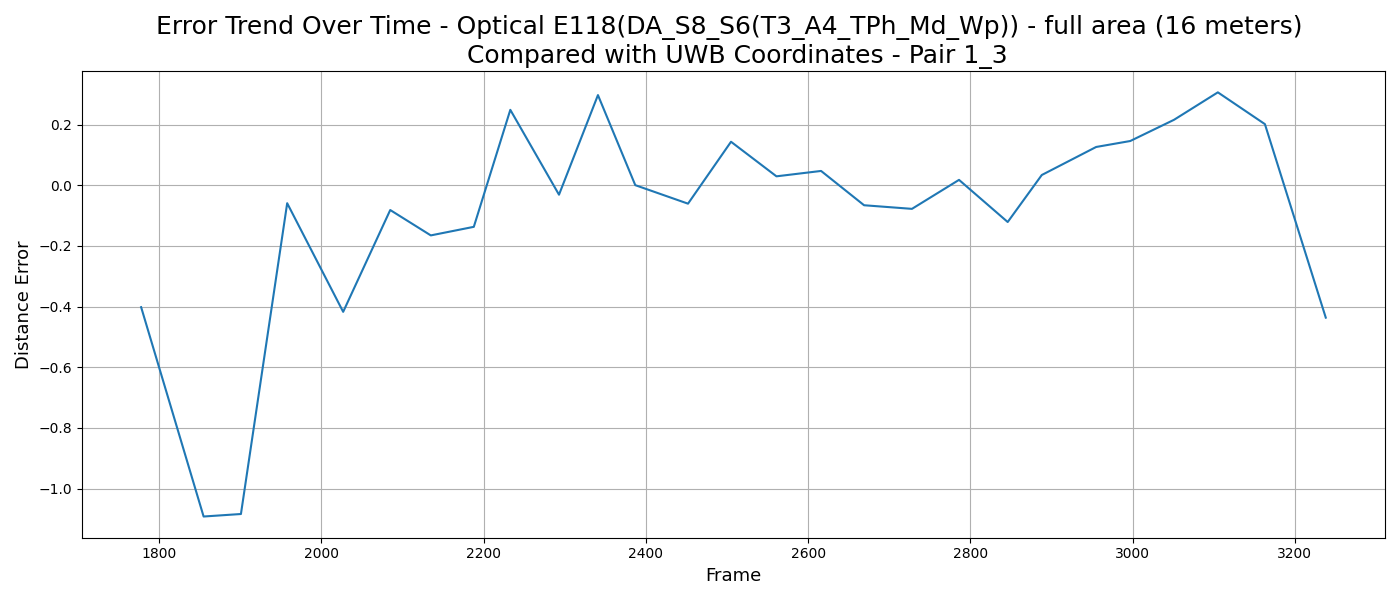 Error Trend Over Time - Optical E118(DA_S8_S6(T3_A4_TPh_Md_Wp)) - full area (16 meters)
Compared with UWB Coordinates - Pair 1_3
Distance Error
0.2
0.0
−0.2
−0.4
−0.6
−0.8
−1.0
1800 2000 2200 2400 2600 2800 3000 3200
Frame